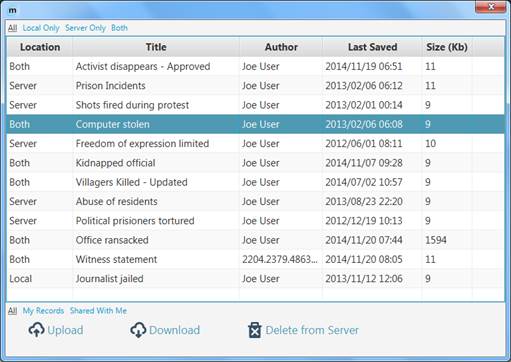 m
All Local Only Server Only Both
Location Title Author Last Saved Size (Kb)
Both Activist disappears - Approved Joe User 2014/11/19 06:51 11
Server Prison Incidents Joe User 2013/02/06 06:12 11
Server Shots fired during protest Joe User 2013/02/01 00:14 9
Both Computer stolen Joe User 2013/02/06 06:08 9
Server Freedom of expression limited Joe User 2012/06/01 08:11 10
Both Kidnapped official Joe User 2014/11/07 09:28 9
Both Villagers Killed - Updated Joe User 2014/07/02 10:57 9
Server Abuse of residents Joe User 2013/08/23 22:20 9
Server Political prisioners tortured Joe User 2012/12/19 10:13 9
Both Office ransacked Joe User 2014/11/20 07:44 1594
Both Witness statement 2204.2379.4863... 2014/11/20 08:05 11
Local Journalist jailed Joe User 2013/11/12 12:06 9
All My Records Shared With Me
Upload Download Delete from Server